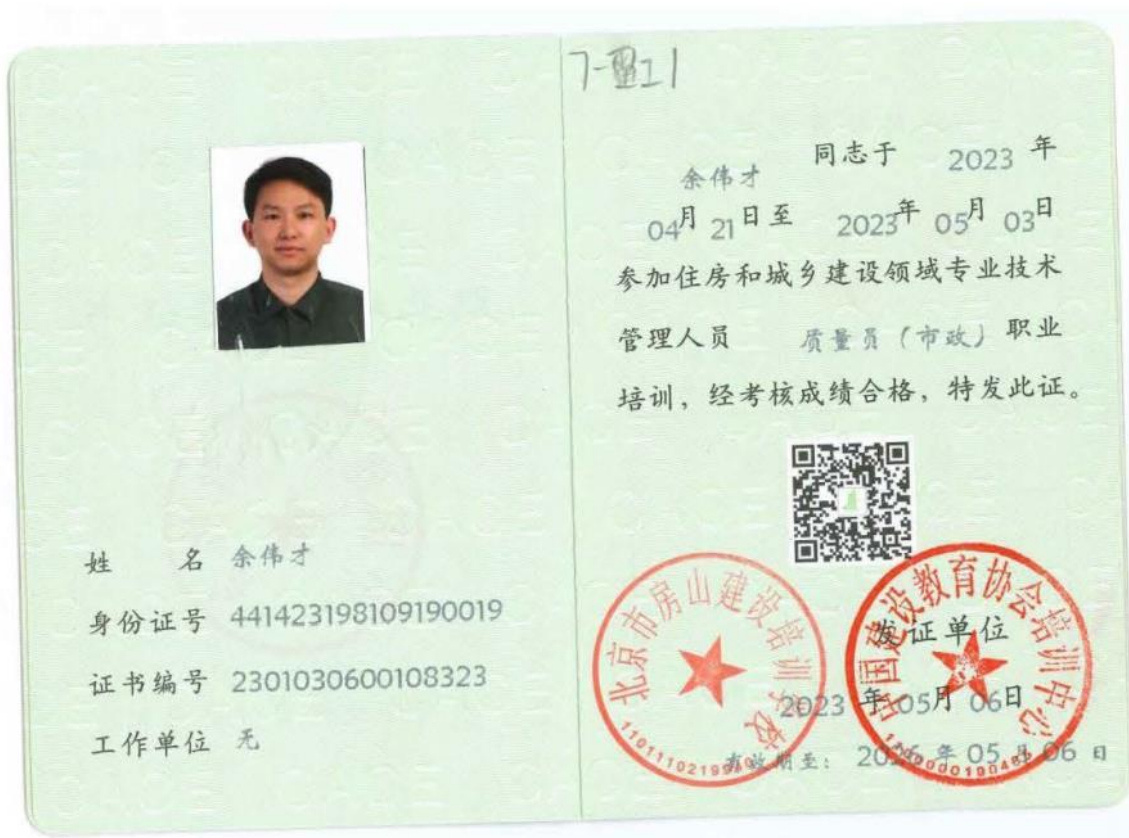 姓 名 余伟才
身份证号 441423198109190019
证书编号 2301030600108323
工作单位 无
余伟才 同志于 2023 年
04月 21日至 2023年 05月 03日
参加住房和城乡建设领域专业技术
管理人员 质量员（市政）职业
培训，经考核成绩合格，特发此证。
北京市房山建设培训学校
中国建设教育协会培训中心
发证单位
2023 年 05月 06日
有效期至： 2026 年 05 月 06 日